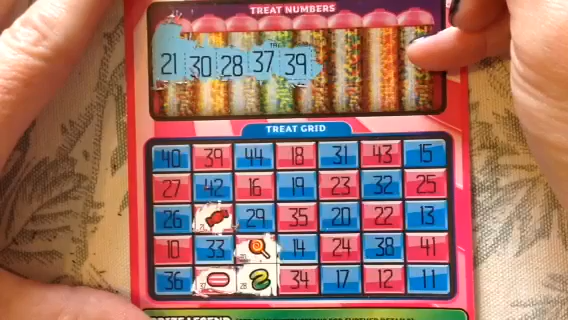 TREAT NUMBERS
21 30 28 37 39
TREAT GRID
40 39 44 18 31 43 15
27 42 16 19 23 32 25
26 29 35 20 22 13
10 33 14 24 38 41
36 37 28 34 17 12 11